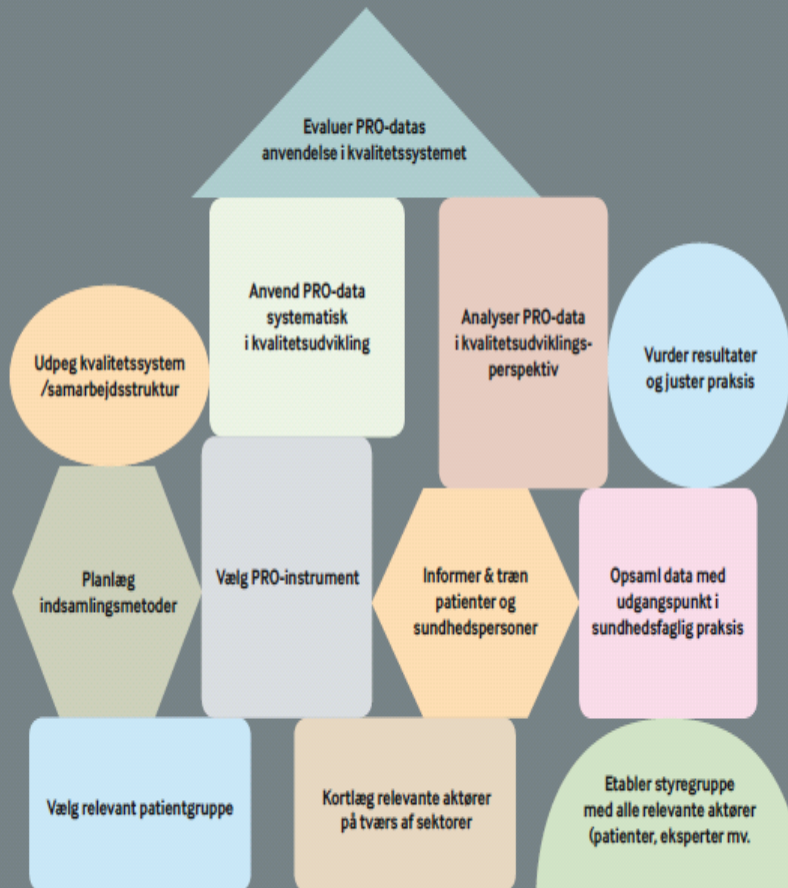 Evaluer PRO-datas
anvendelse i kvalitetssystemet
Anvend PRO-data
systematisk
i kvalitetsudvikling
Analyser PRO-data
i kvalitetsudviklings-
perspektiv
Udpeg kvalitetssystem
/samarbejdsstruktur
Vurder resultater
og juster praksis
Planlæg
indsamlingsmetoder
Vælg PRO-instrument
Informer & træn
patienter og
sundhedspersoner
Opsaml data med
udgangspunkt i
sundhedsfaglig praksis
Vælg relevant patientgruppe
Kortlæg relevante aktører
på tværs af sektorer
Etabler styregruppe
med alle relevante aktører
(patienter, eksperter mv.